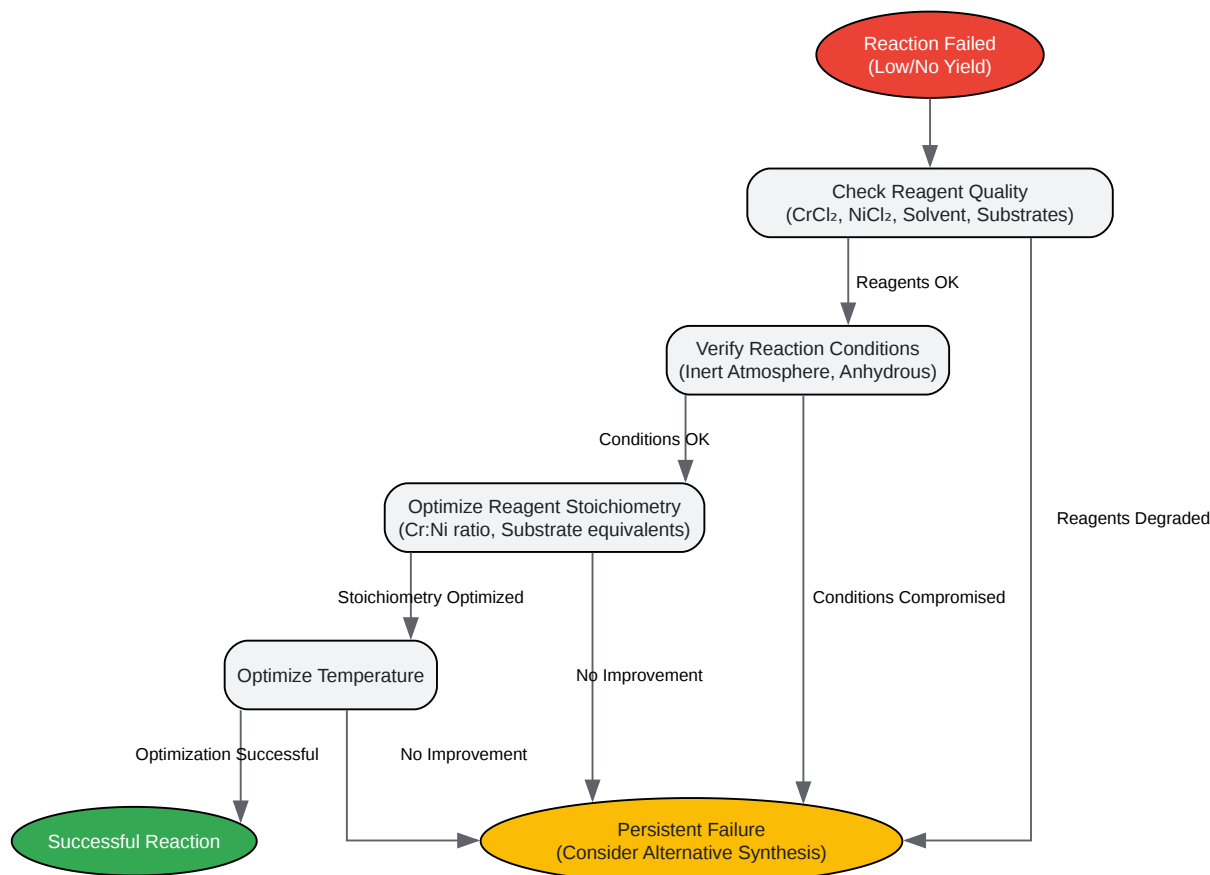 Reaction Failed
(Low/No Yield)
Check Reagent Quality
(CrCl₂, NiCl₂, Solvent, Substrates)
Reagents OK
Verify Reaction Conditions
(Inert Atmosphere, Anhydrous)
Conditions OK
Optimize Reagent Stoichiometry
(Cr:Ni ratio, Substrate equivalents)
Reagents Degraded
Stoichiometry Optimized
Conditions Compromised
Optimize Temperature
No Improvement
Optimization Successful
No Improvement
Successful Reaction
Persistent Failure
(Consider Alternative Synthesis)